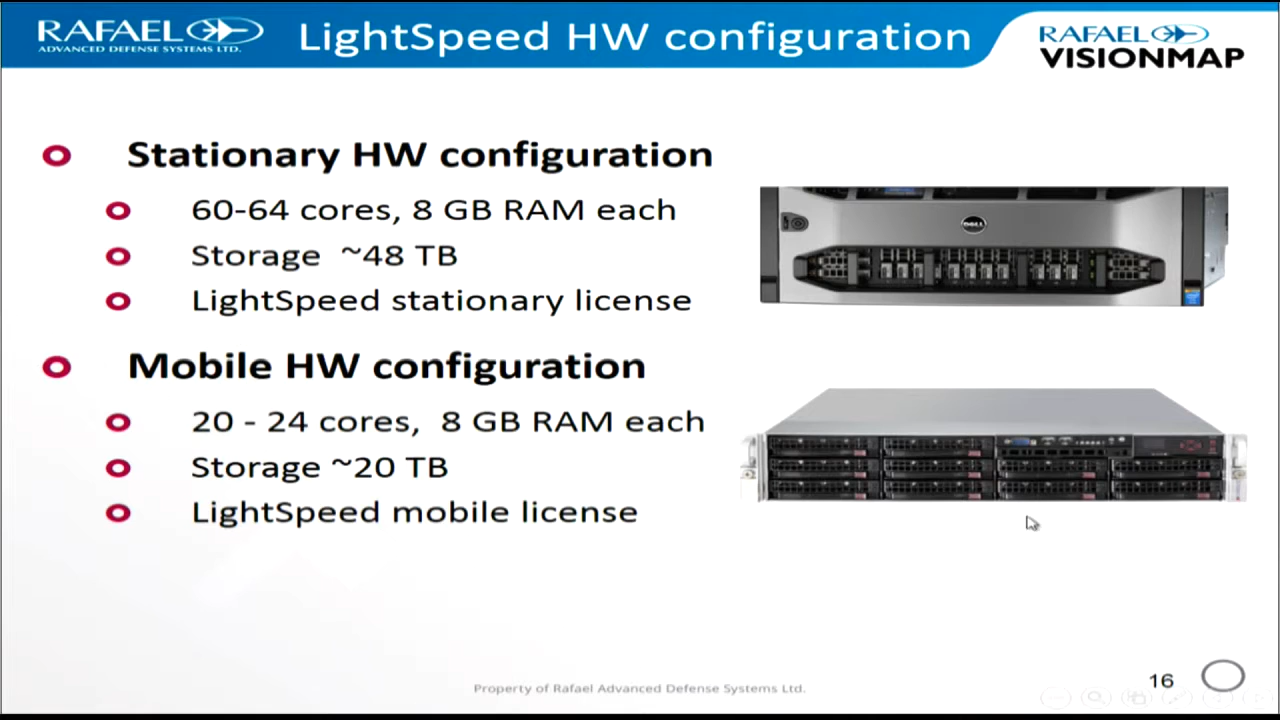 RAFAEL
ADVANCED DEFENSE SYSTEMS LTD.
LightSpeed HW configuration
RAFAEL
VISIONMAP
Stationary HW configuration
60-64 cores, 8 GB RAM each
Storage ~48 TB
LightSpeed stationary license
DELL
Mobile HW configuration
20 - 24 cores, 8 GB RAM each
Storage ~20 TB
LightSpeed mobile license
Property of Rafael Advanced Defense Systems Ltd.
16